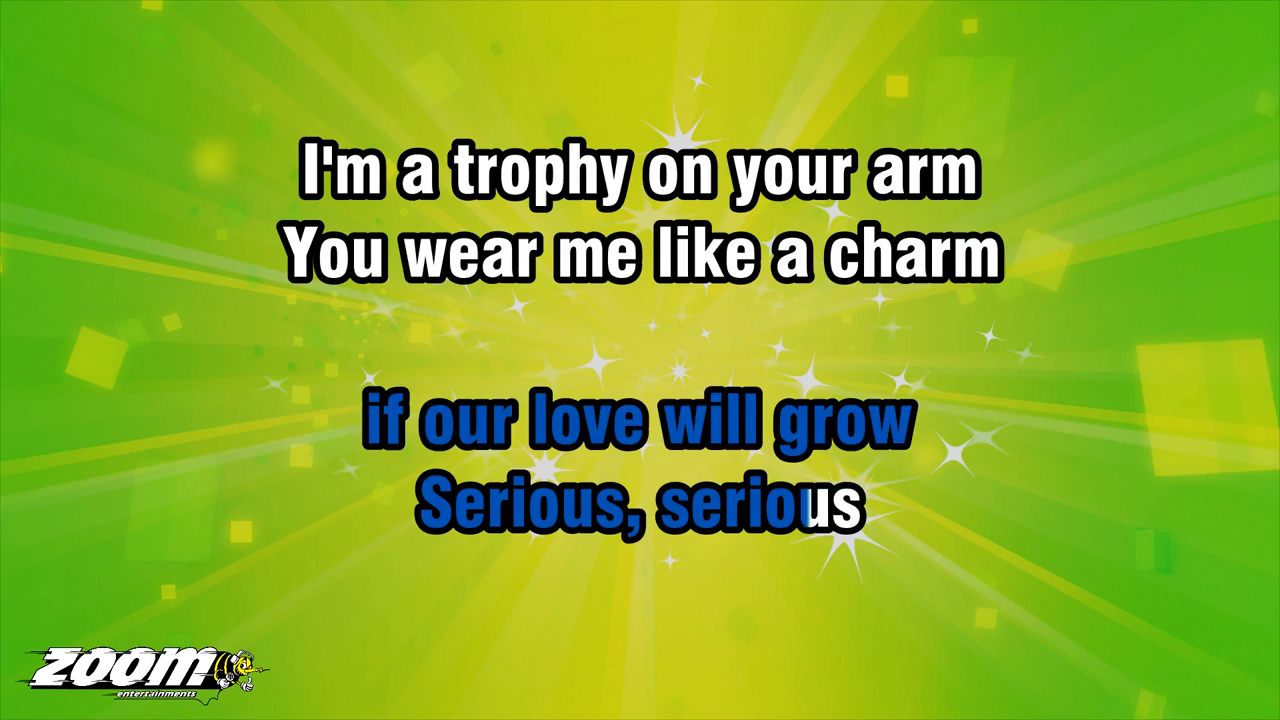 I'm a trophy on your arm
You wear me like a charm
if our love will grow
Serious, serious
zoom
entertainments